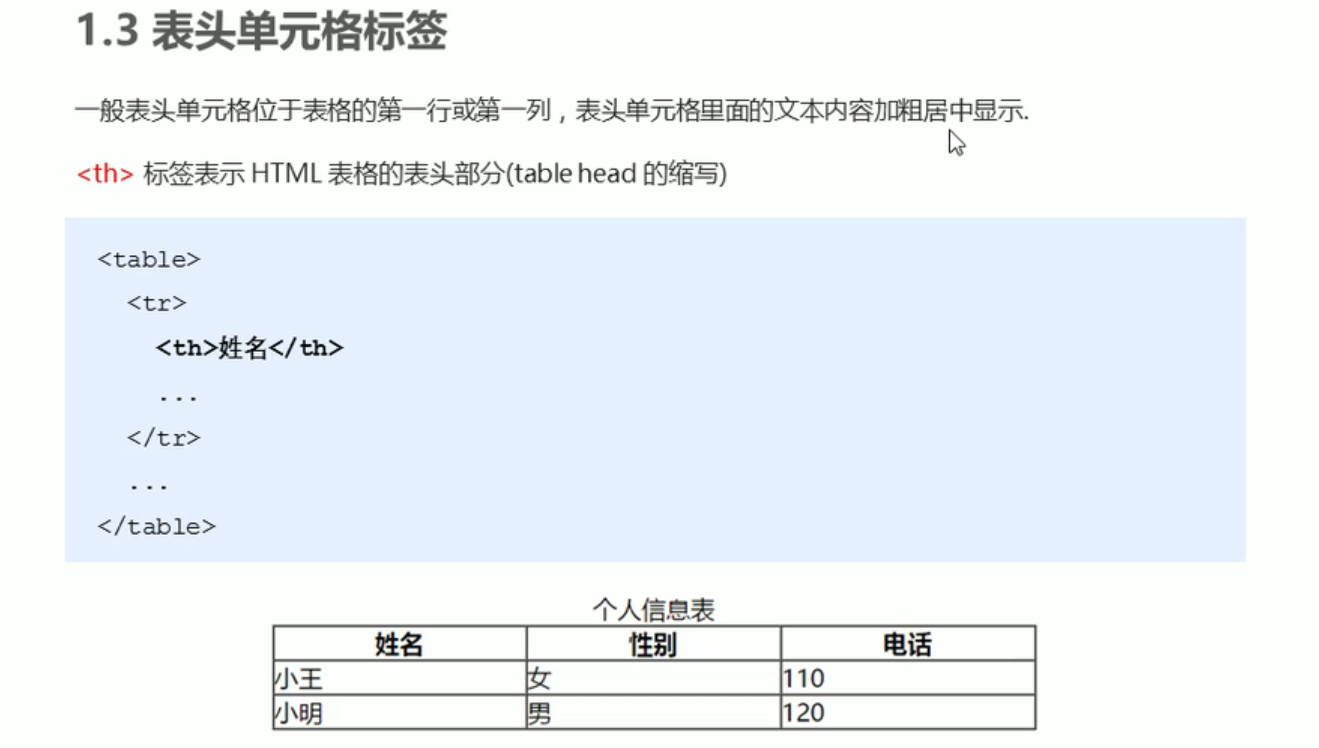 1.3 表头单元格标签
一般表头单元格位于表格的第一行或第一列，表头单元格里面的文本内容加粗居中显示.
<th> 标签表示 HTML 表格的表头部分(table head 的缩写)
<table>
<tr>
<th>姓名</th>
...
</tr>
...
</table>
个人信息表
姓名 性别 电话
小王 女 110
小明 男 120